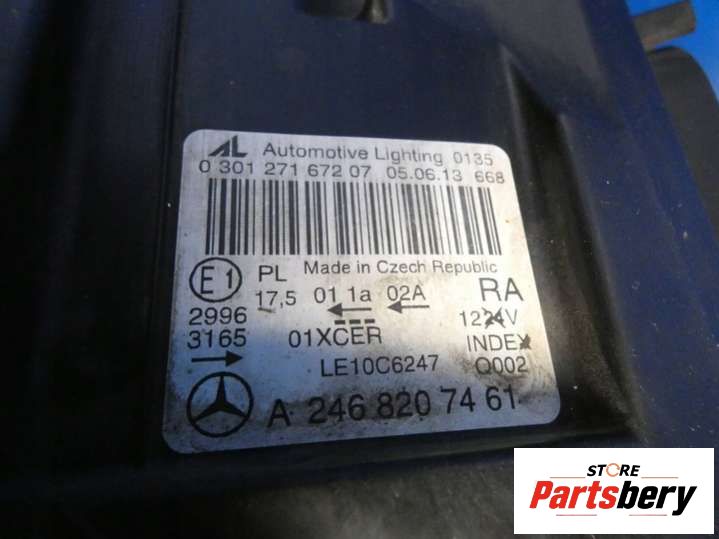 AL Automotive Lighting 0135
0 301 271 672 07 05.06.13 668
Made in Czech Republic
E1 PL 17,5 01 1a 02A RA
2996 1224V
3165 01XCER INDEX
LE10C6247 Q002
A 246 820 74 61
STORE
Partsbery